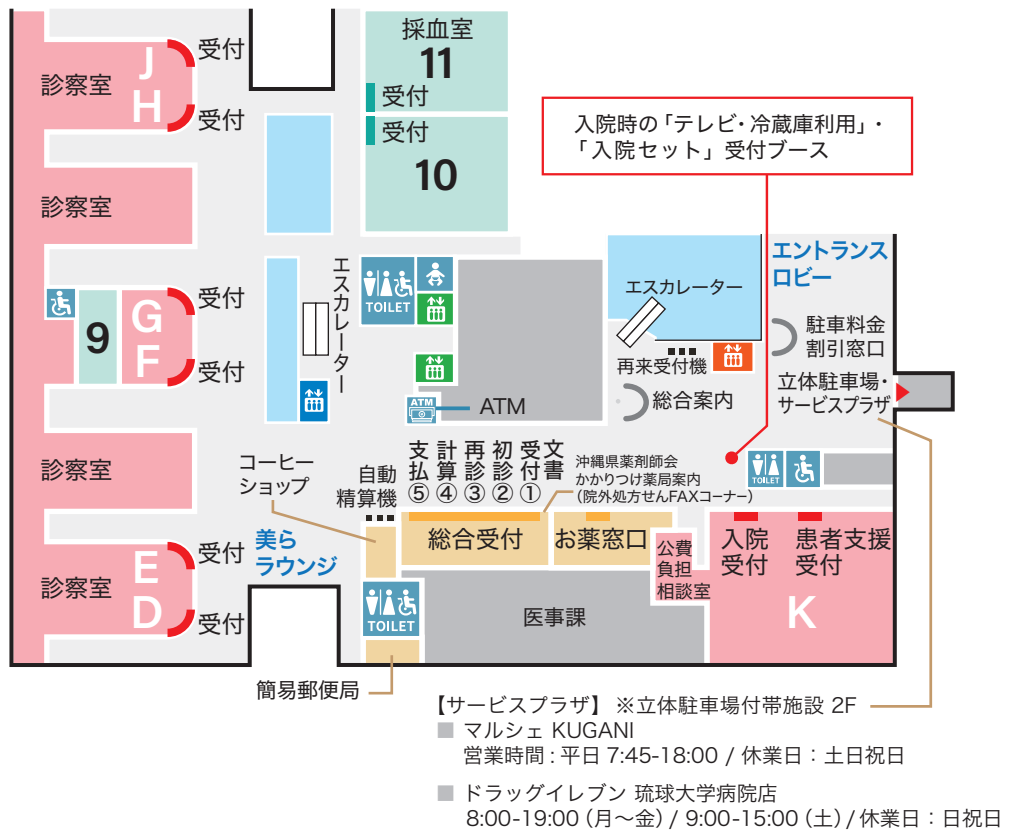 採血室
11
受付
受付
10
診察室
J
H
受付
受付
診察室
入院時の「テレビ・冷蔵庫利用」・
「入院セット」受付ブース
エントランス
ロビー
エスカレーター
エスカレーター
TOILET
9
G
F
受付
受付
駐車料金
割引窓口
再来受付機
総合案内
立体駐車場・
サービスプラザ
ATM
ATM
診察室
コーヒー
ショップ
自動
精算機
支払⑤
計算④
再診③
初診②
受付①
文書
沖縄県薬剤師会
かかりつけ薬局案内
(院外処方せんFAXコーナー)
TOILET
美ら
ラウンジ
総合受付
お薬窓口
公費
負担
相談室
入院
受付
患者支援
受付
K
診察室
E
D
受付
受付
TOILET
医事課
簡易郵便局
【サービスプラザ】 ※立体駐車場付帯施設 2F
マルシェ KUGANI
営業時間 : 平日 7:45-18:00 / 休業日：土日祝日
ドラッグイレブン 琉球大学病院店
8:00-19:00（月〜金）/ 9:00-15:00（土）/ 休業日：日祝日